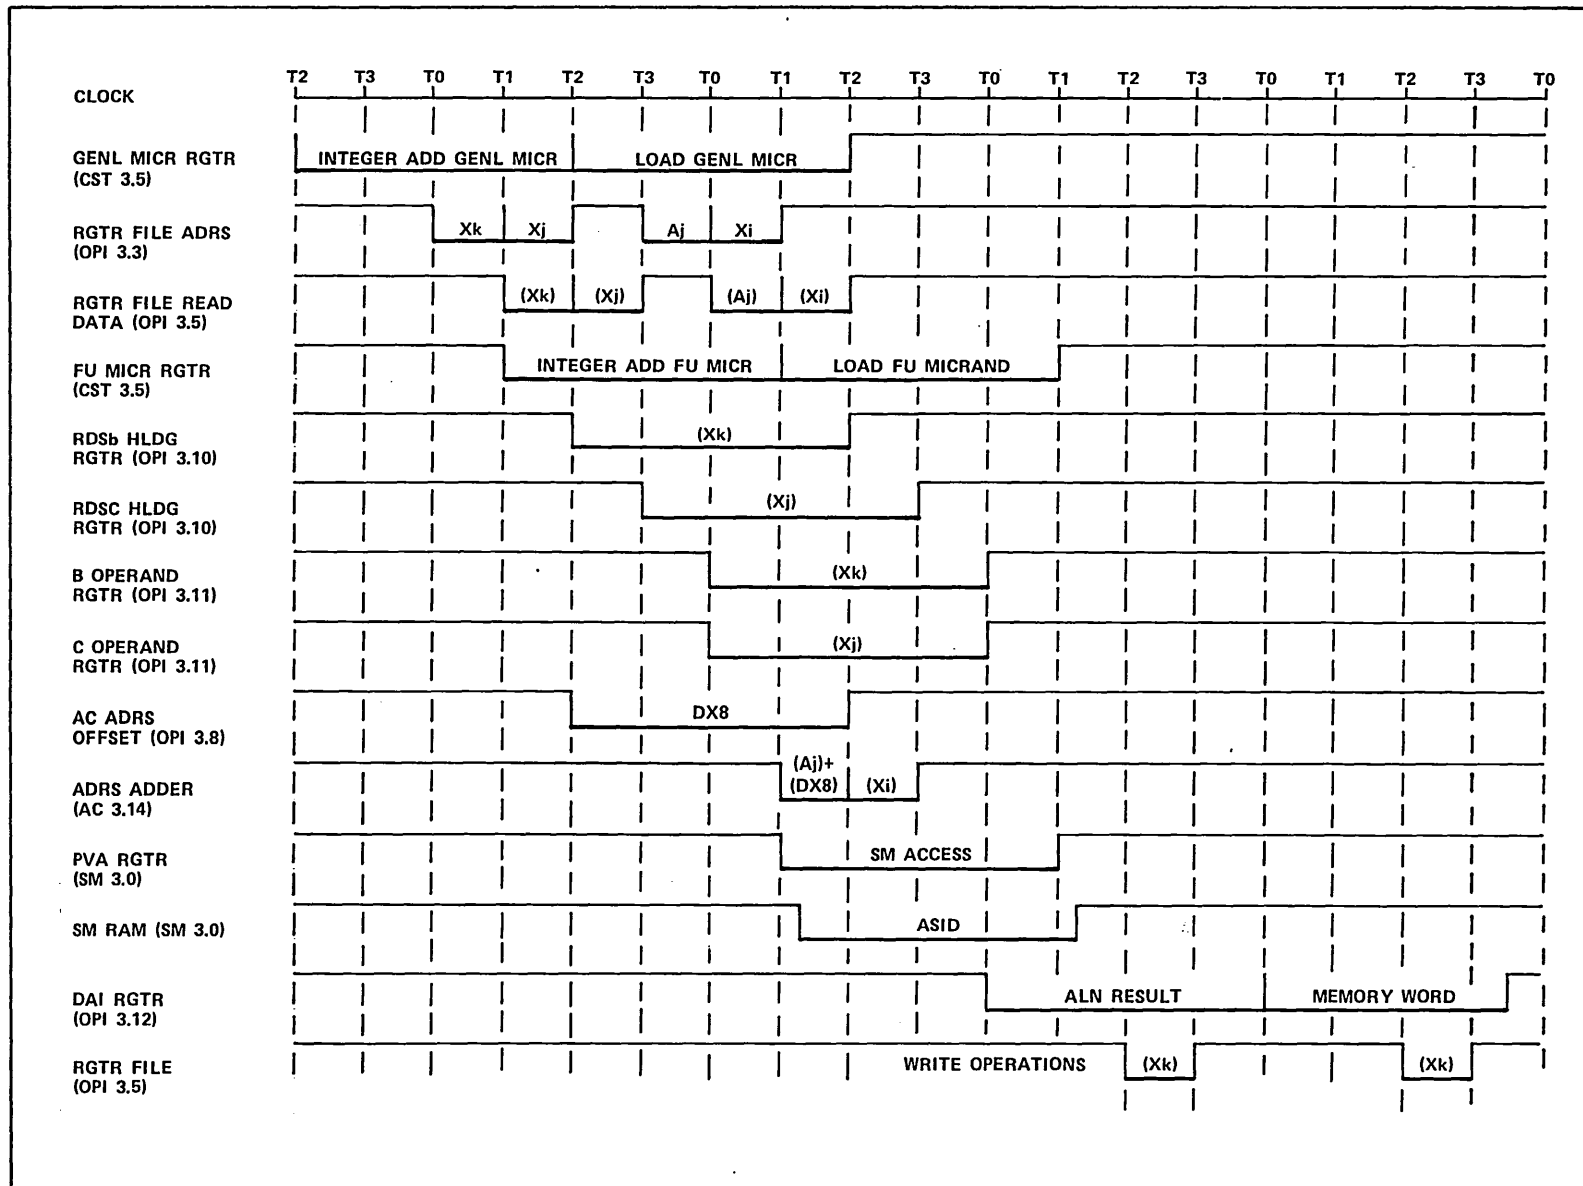 T2 T3 T0 T1 T2 T3 T0 T1 T2 T3 T0 T1 T2 T3 T0 T1 T2 T3 T0
CLOCK
GENL MICR RGTR
(CST 3.5)
INTEGER ADD GENL MICR LOAD GENL MICR
RGTR FILE ADRS
(OPI 3.3)
Xk Xj Aj Xi
RGTR FILE READ
DATA (OPI 3.5)
(Xk) (Xj) (Aj) (Xi)
FU MICR RGTR
(CST 3.5)
INTEGER ADD FU MICR LOAD FU MICRAND
RDSb HLDG
RGTR (OPI 3.10)
(Xk)
RDSC HLDG
RGTR (OPI 3.10)
(Xj)
B OPERAND
RGTR (OPI 3.11)
(Xk)
C OPERAND
RGTR (OPI 3.11)
(Xj)
AC ADRS
OFFSET (OPI 3.8)
DX8
ADRS ADDER
(AC 3.14)
(Aj)+
(DX8) (Xi)
PVA RGTR
(SM 3.0)
SM ACCESS
SM RAM (SM 3.0)
ASID
DAI RGTR
(OPI 3.12)
ALN RESULT MEMORY WORD
RGTR FILE
(OPI 3.5)
WRITE OPERATIONS (Xk) (Xk)